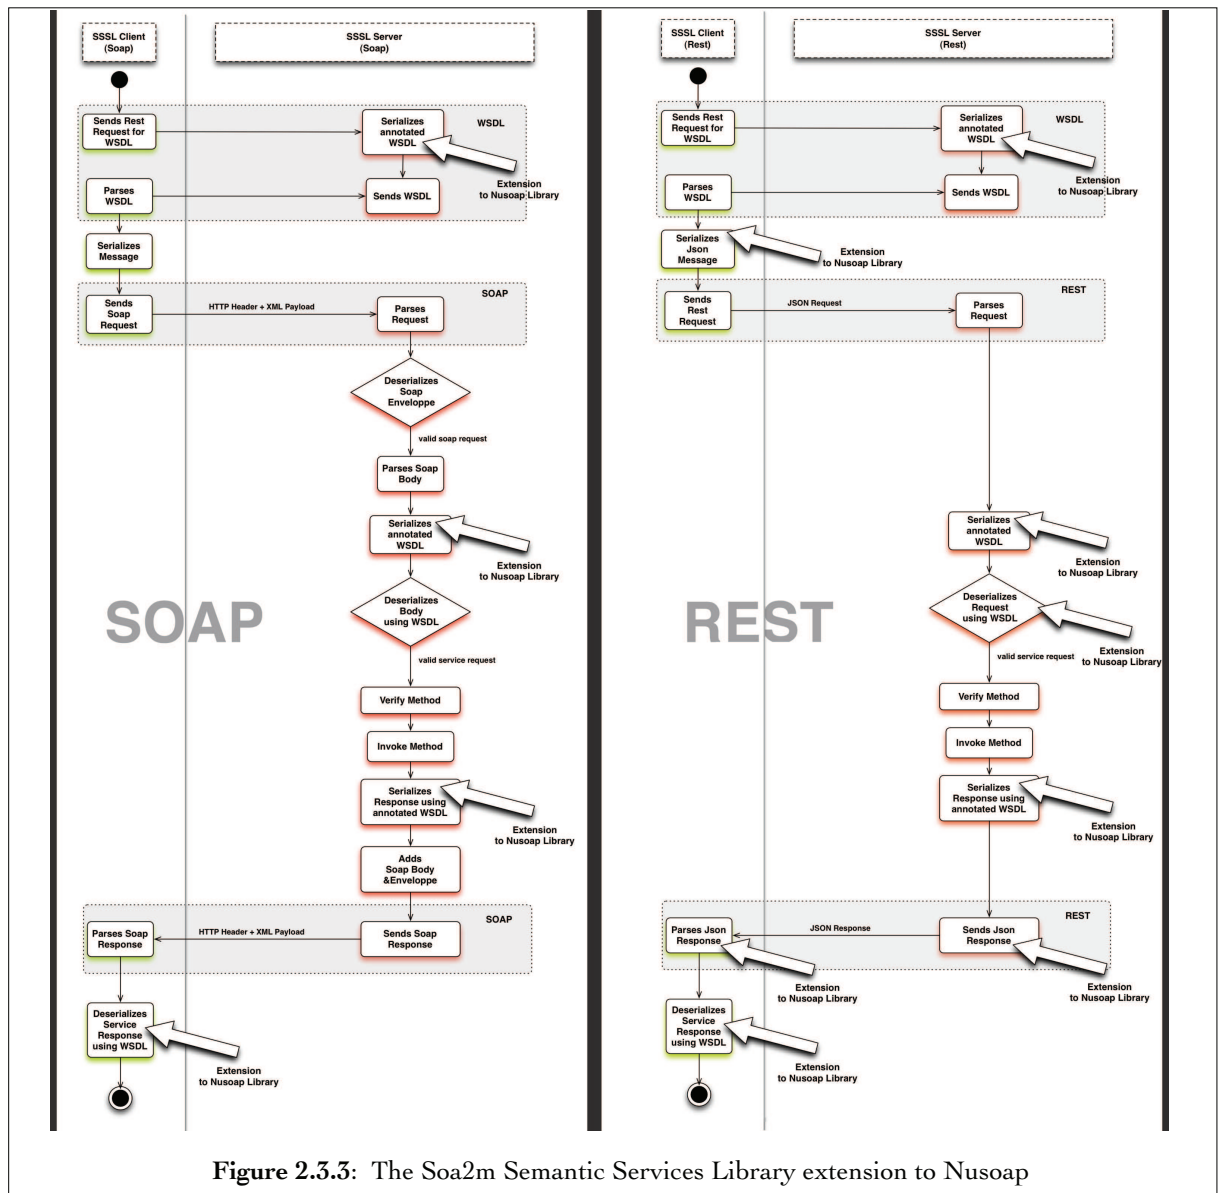 SSSL Client
(Soap)
SSSL Server
(Soap)
WSDL
Sends Rest
Request for
WSDL
Serializes
annotated
WSDL
Extension
to Nusoap Library
Parses
WSDL
Sends WSDL
Serializes
Message
SOAP
Sends
Soap
Request
HTTP Header + XML Payload
Parses
Request
Deserializes
Soap
Enveloppe
valid soap request
Parses Soap
Body
Serializes
annotated
WSDL
Extension
to Nusoap Library
Deserializes
Body
using WSDL
SOAP
valid service request
Verify Method
Invoke Method
Serializes
Response using
annotated WSDL
Extension
to Nusoap Library
Adds
Soap Body
&Enveloppe
SOAP
Parses Soap
Response
HTTP Header + XML Payload
Sends Soap
Response
Deserializes
Service
Response
using WSDL
Extension
to Nusoap Library
SSSL Client
(Rest)
SSSL Server
(Rest)
WSDL
Sends Rest
Request for
WSDL
Serializes
annotated
WSDL
Extension
to Nusoap Library
Parses
WSDL
Sends WSDL
Serializes
Json
Message
Extension
to Nusoap Library
REST
Sends
Rest
Request
JSON Request
Parses
Request
Serializes
annotated
WSDL
Extension
to Nusoap Library
Deserializes
Request
using WSDL
Extension
to Nusoap Library
REST
valid service request
Verify Method
Invoke Method
Serializes
Response using
annotated WSDL
Extension
to Nusoap Library
REST
Parses Json
Response
JSON Response
Sends Json
Response
Extension
to Nusoap Library
Extension
to Nusoap Library
Deserializes
Service
Response
using WSDL
Extension
to Nusoap Library
Figure 2.3.3: The Soa2m Semantic Services Library extension to Nusoap